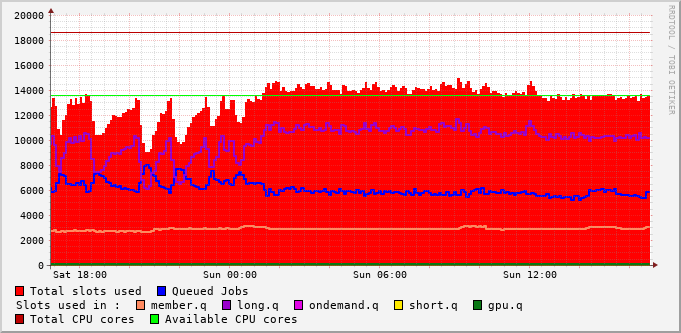 20000
18000
16000
14000
12000
10000
8000
6000
4000
2000
0
Sat 18:00 Sun 00:00 Sun 06:00 Sun 12:00
Total slots used Queued Jobs
Slots used in : member.q long.q ondemand.q short.q gpu.q
Total CPU cores Available CPU cores
RRDTOOL / TOBI OETIKER